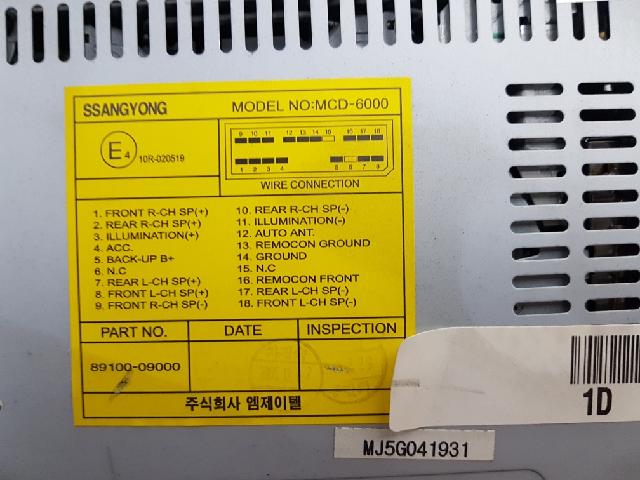 SSANGYONG MODEL NO:MCD-6000
E4 10R-020519
9 10 11 12 13 14 15 16 17 18
1 2 3 4 5 6 7 8
WIRE CONNECTION
1. FRONT R-CH SP(+)
2. REAR R-CH SP(+)
3. ILLUMINATION(+)
4. ACC.
5. BACK-UP B+
6. N.C
7. REAR L-CH SP(+)
8. FRONT L-CH SP(+)
9. FRONT R-CH SP(-)
10. REAR R-CH SP(-)
11. ILLUMINATION(-)
12. AUTO ANT.
13. REMOCON GROUND
14. GROUND
15. N.C
16. REMOCON FRONT
17. REAR L-CH SP(-)
18. FRONT L-CH SP(-)
PART NO. DATE INSPECTION
89100-09000
주식회사 엠제이텔
1D
MJ5G041931